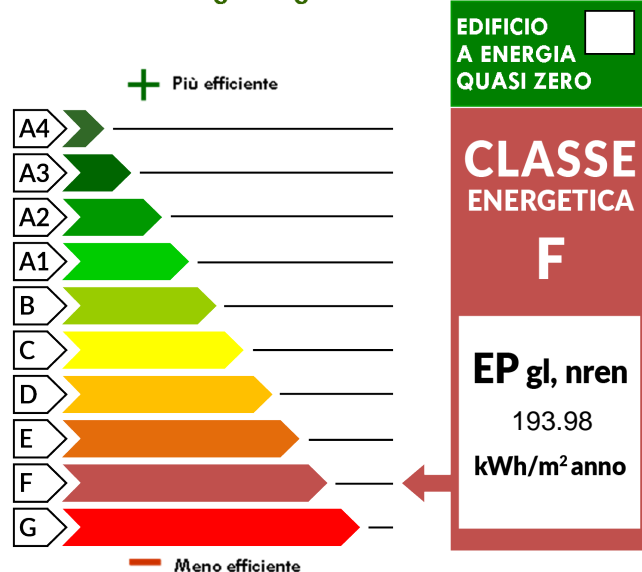 EDIFICIO
A ENERGIA
QUASI ZERO
Più efficiente
A4
A3
A2
A1
B
C
D
E
F
G
Meno efficiente
CLASSE
ENERGETICA
F
EP gl, nren
193.98
kWh/m² anno